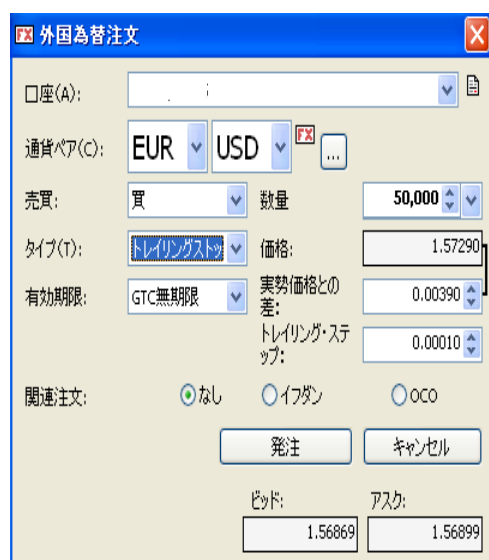 FX 外国為替注文
口座(A):
通貨ペア(C): EUR USD FX ...
売買: 買 数量 50,000
タイプ(T): トレイリングストッ 価格: 1.57290
有効期限: GTC無期限 実勢価格との
差: 0.00390
トレイリング・ステ
ップ: 0.00010
関連注文: なし イフダン OCO
発注 キャンセル
ビッド: アスク:
1.56869 1.56899